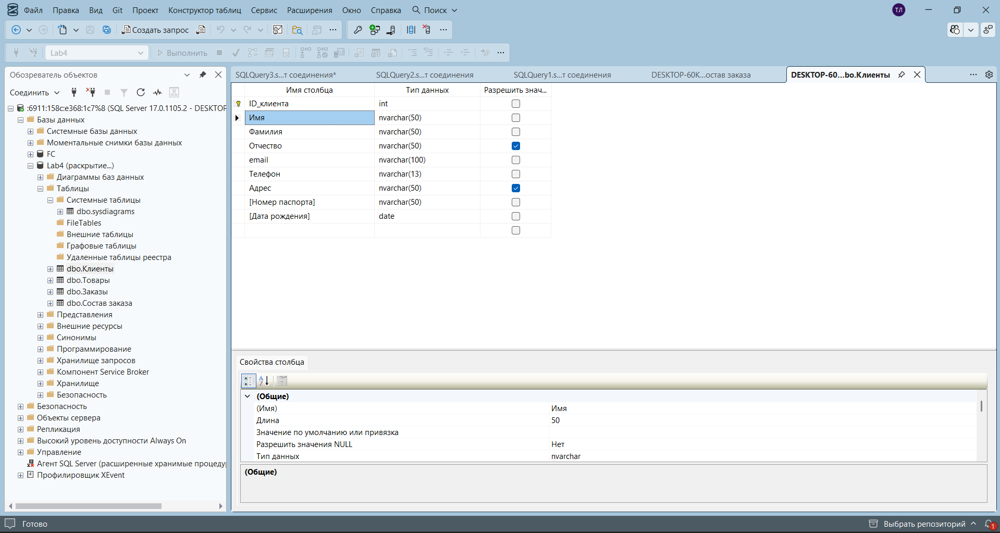 Файл Правка Вид Git Проект Конструктор таблиц Сервис Расширения Окно Справка Поиск ТЛ
Создать запрос
Lab4 Выполнить
Обозреватель объектов
Соединить
:6911:158c:e368:1c7%8 (SQL Server 17.0.1105.2 - DESKTOP
Базы данных
Системные базы данных
Моментальные снимки базы данных
FC
Lab4 (раскрытие...)
Диаграммы баз данных
Таблицы
Системные таблицы
dbo.sysdiagrams
FileTables
Внешние таблицы
Графовые таблицы
Удаленные таблицы реестра
dbo.Клиенты
dbo.Товары
dbo.Заказы
dbo.Состав заказа
Представления
Внешние ресурсы
Синонимы
Программирование
Хранилище запросов
Компонент Service Broker
Хранилище
Безопасность
Безопасность
Объекты сервера
Репликация
Высокий уровень доступности Always On
Управление
Агент SQL Server (расширенные хранимые процедур
Профилировщик XEvent
SQLQuery3.s...т соединения* SQLQuery2.s...т соединения SQLQuery1.s...т соединения DESKTOP-60K...остав заказа DESKTOP-60...bo.Клиенты
Имя столбца Тип данных Разрешить знач...
ID_клиента int
Имя nvarchar(50)
Фамилия nvarchar(50)
Отчество nvarchar(50)
email nvarchar(100)
Телефон nvarchar(13)
Адрес nvarchar(50)
[Номер паспорта] nvarchar(50)
[Дата рождения] date
Свойства столбца
(Общие)
(Имя) Имя
Длина 50
Значение по умолчанию или привязка
Разрешить значения NULL Нет
Тип данных nvarchar
(Общие)
Готово Выбрать репозиторий 1